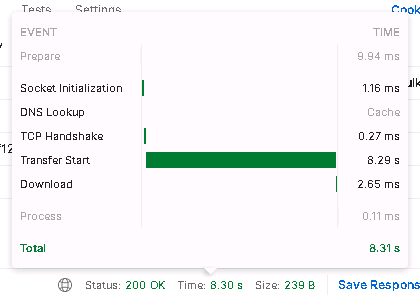 Tests Settings Cook
EVENT TIME
Prepare 9.94 ms
Socket Initialization 1.16 ms
DNS Lookup Cache
TCP Handshake 0.27 ms
Transfer Start 8.29 s
Download 2.65 ms
Process 0.11 ms
Total 8.31 s
Status: 200 OK Time: 8.30 s Size: 239 B Save Respons